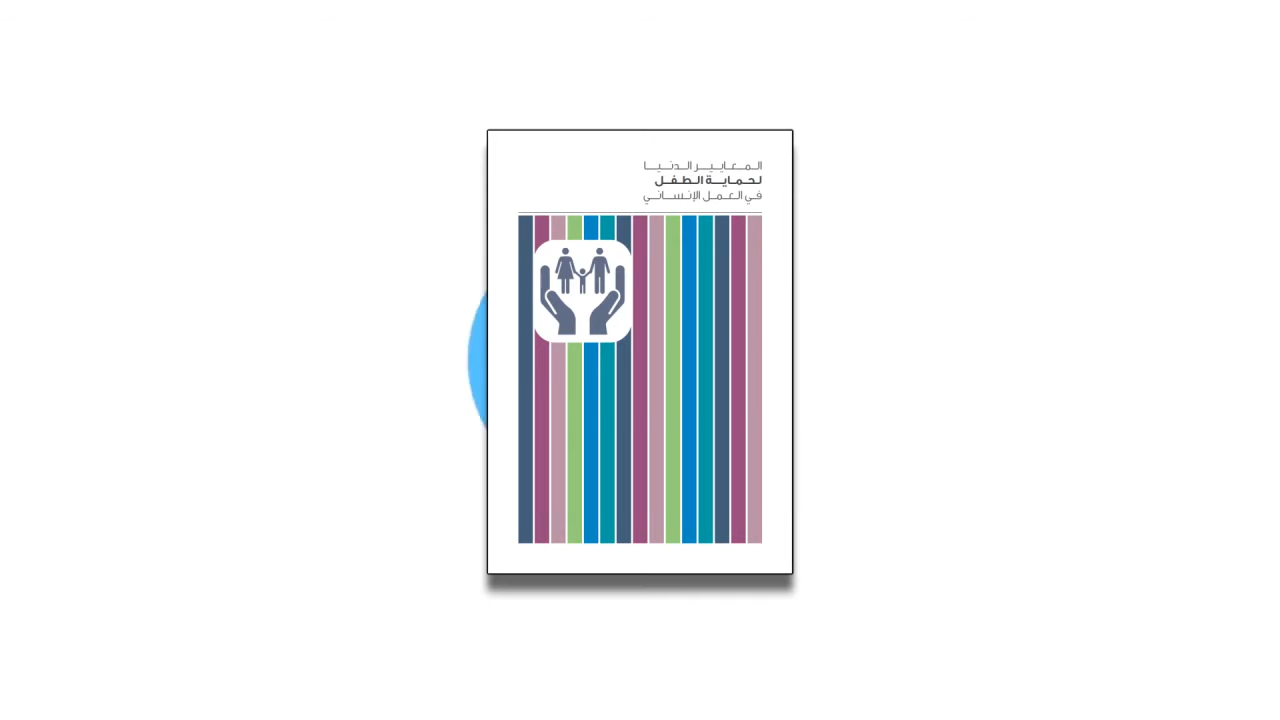 المعايير الدنيا
لحماية الطفل
في العمل الإنساني